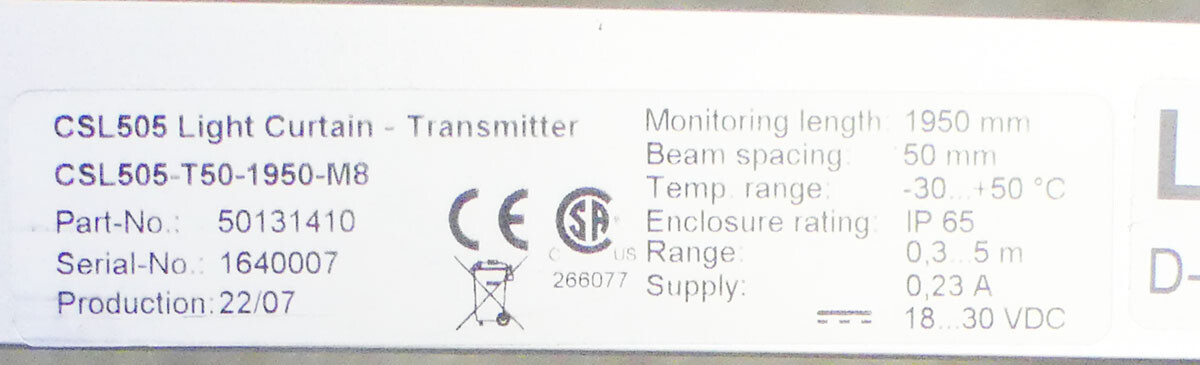 CSL505 Light Curtain - Transmitter
CSL505-T50-1950-M8
Part-No.: 50131410
Serial-No.: 1640007
Production: 22/07
CE
SA
C US
266077
Monitoring length: 1950 mm
Beam spacing: 50 mm
Temp. range: -30...+50 °C
Enclosure rating: IP 65
Range: 0,3...5 m
Supply: 0,23 A
18...30 VDC
L
D-